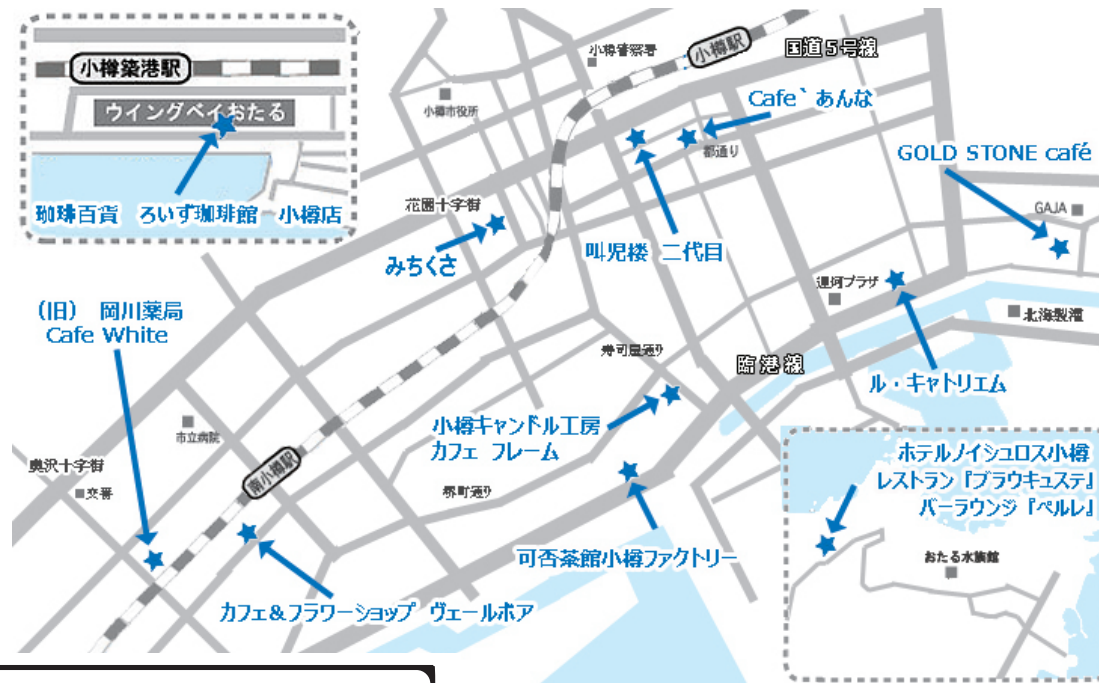 小樽築港駅
ウイングベイおたる
珈琲百貨 ろいず珈琲館 小樽店
小樽警察署
小樽駅
国道5号線
小樽市役所
Cafe`あんな
都通り
GOLD STONE café
花園十字街
GAJA
みちくさ
叫児楼 二代目
運河プラザ
(旧) 岡川薬局
Cafe White
北海製罐
寿司屋通り
臨港線
ル・キャトリエム
小樽キャンドル工房
カフェ フレーム
市立病院
奥沢十字街
交番
南小樽駅
堺町通り
ホテルノイシュロス小樽
レストラン『ブラウキュステ』
バーラウンジ『ペルレ』
可否茶館小樽ファクトリー
おたる水族館
カフェ&フラワーショップ ヴェールボア